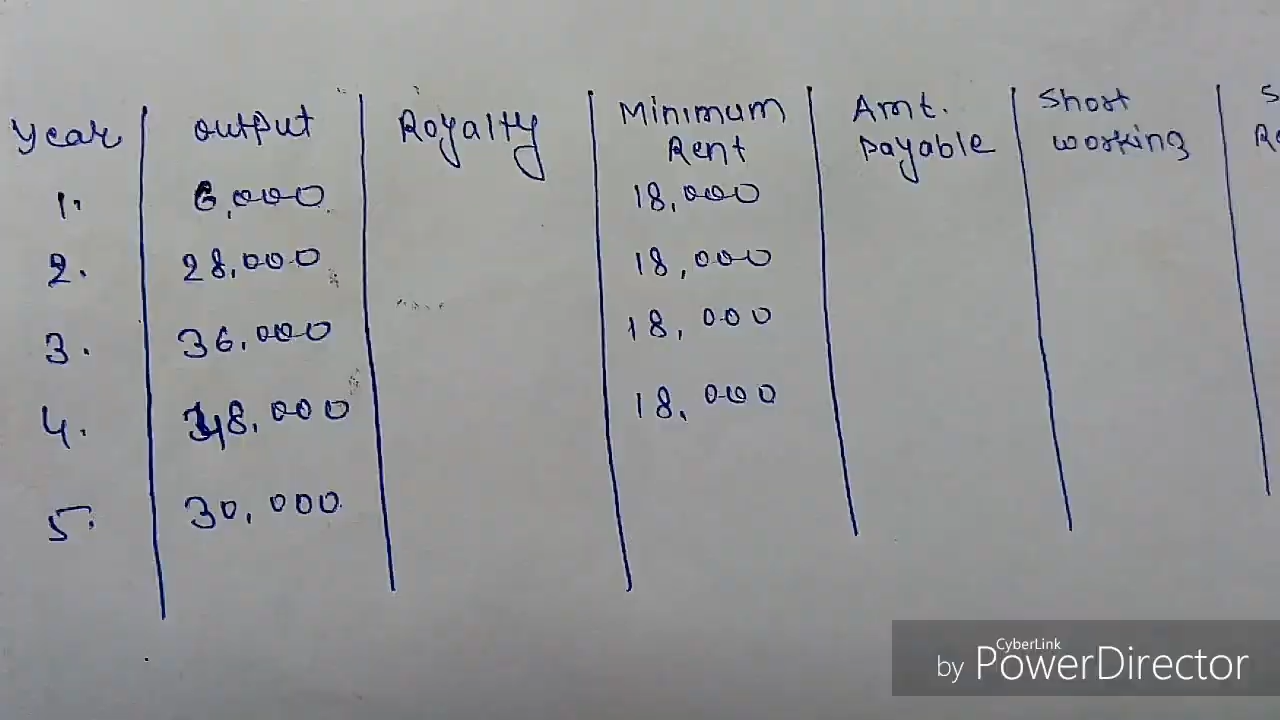 Year Output Royalty Minimum Rent Amt. Payable Short working S Re
1. 6,000 18,000
2. 28,000 18,000
3. 36,000 18,000
4. 48,000 18,000
5. 30,000
CyberLink
by PowerDirector